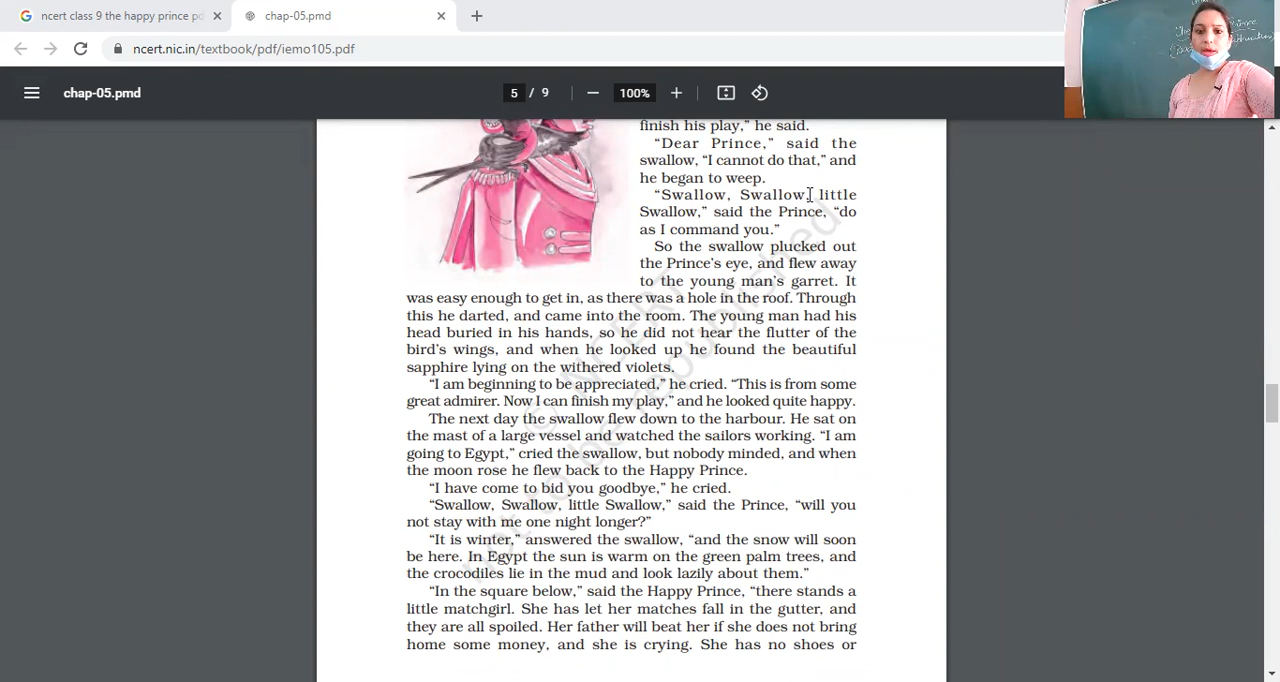 ncert class 9 the happy prince pd
chap-05.pmd
ncert.nic.in/textbook/pdf/iemo105.pdf
chap-05.pmd
5 / 9
100%
The Prince
finish his play,” he said.
“Dear Prince,” said the
swallow, “I cannot do that,” and
he began to weep.
“Swallow, Swallow, little
Swallow,” said the Prince, “do
as I command you.”
So the swallow plucked out
the Prince’s eye, and flew away
to the young man’s garret. It
was easy enough to get in, as there was a hole in the roof. Through
this he darted, and came into the room. The young man had his
head buried in his hands, so he did not hear the flutter of the
bird’s wings, and when he looked up he found the beautiful
sapphire lying on the withered violets.
“I am beginning to be appreciated,” he cried. “This is from some
great admirer. Now I can finish my play,” and he looked quite happy.
The next day the swallow flew down to the harbour. He sat on
the mast of a large vessel and watched the sailors working. “I am
going to Egypt,” cried the swallow, but nobody minded, and when
the moon rose he flew back to the Happy Prince.
“I have come to bid you goodbye,” he cried.
“Swallow, Swallow, little Swallow,” said the Prince, “will you
not stay with me one night longer?”
“It is winter,” answered the swallow, “and the snow will soon
be here. In Egypt the sun is warm on the green palm trees, and
the crocodiles lie in the mud and look lazily about them.”
“In the square below,” said the Happy Prince, “there stands a
little matchgirl. She has let her matches fall in the gutter, and
they are all spoiled. Her father will beat her if she does not bring
home some money, and she is crying. She has no shoes or
© NCERT
not to be republished